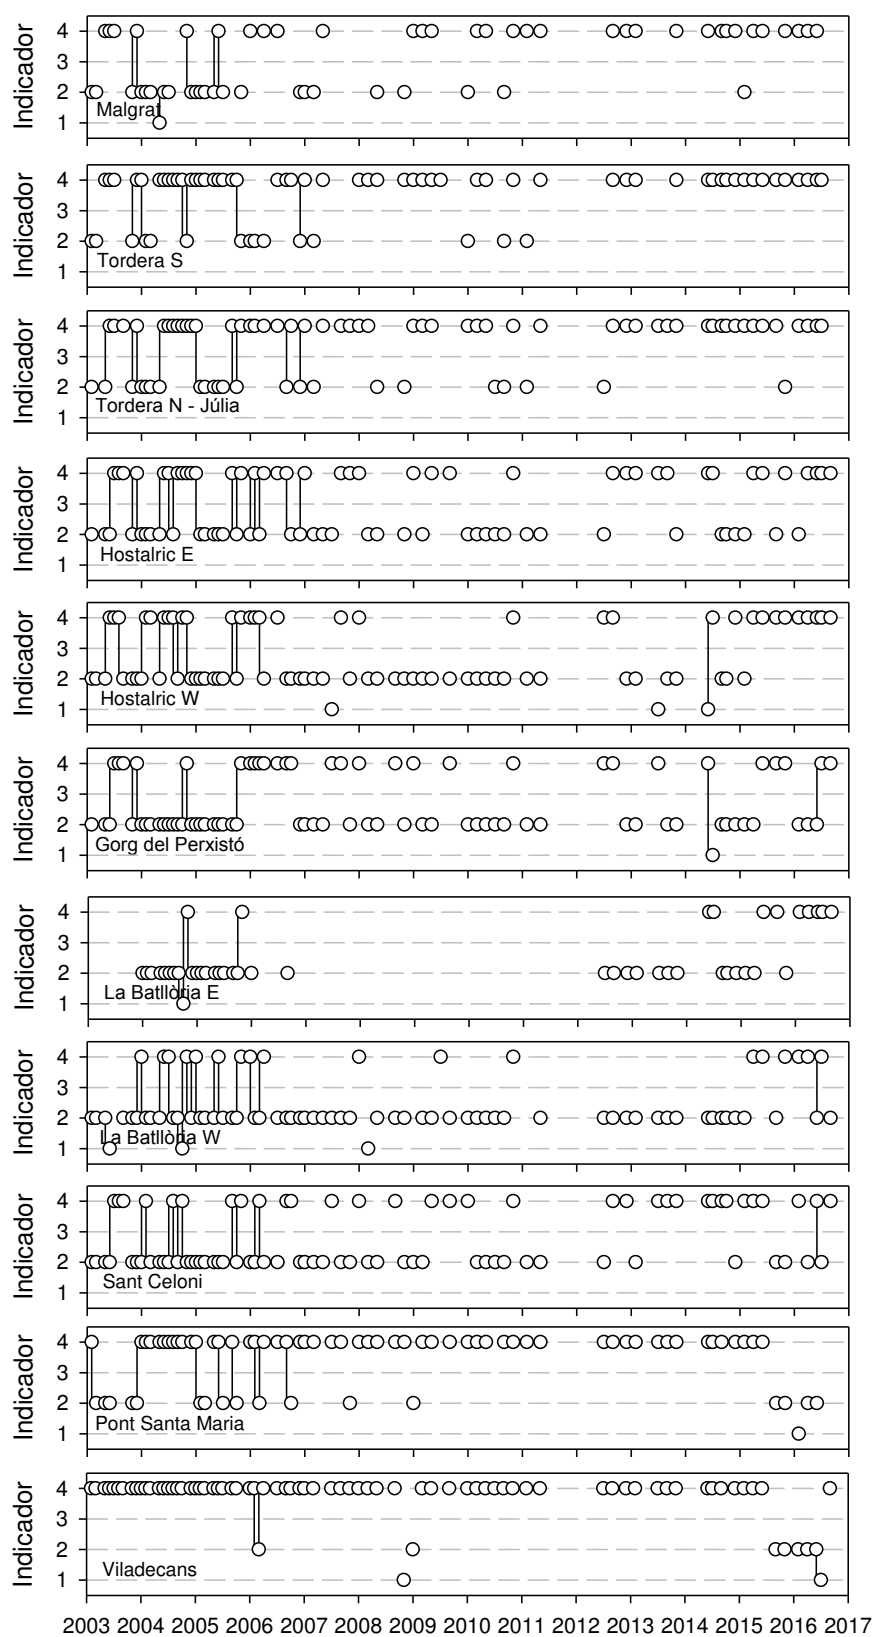 Indicador
4
3
2
1
Malgrat
Indicador
4
3
2
1
Tordera S
Indicador
4
3
2
1
Tordera N - Júlia
Indicador
4
3
2
1
Hostalric E
Indicador
4
3
2
1
Hostalric W
Indicador
4
3
2
1
Gorg del Perxistó
Indicador
4
3
2
1
La Batllòria E
Indicador
4
3
2
1
La Batllòria W
Indicador
4
3
2
1
Sant Celoni
Indicador
4
3
2
1
Pont Santa Maria
Indicador
4
3
2
1
Viladecans
2003 2004 2005 2006 2007 2008 2009 2010 2011 2012 2013 2014 2015 2016 2017